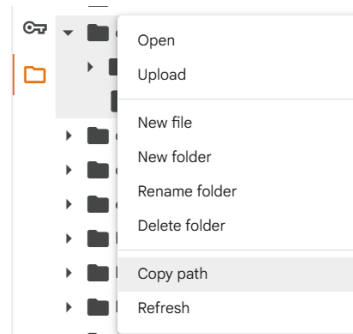 Open
Upload
New file
New folder
Rename folder
Delete folder
Copy path
Refresh